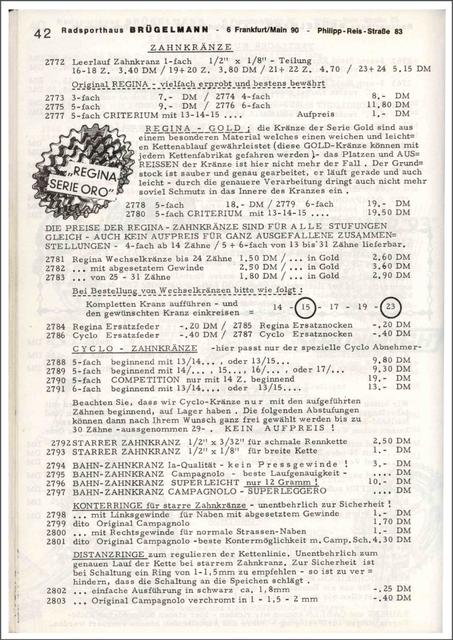 42 Radsporthaus BRÜGELMANN - 6 Frankfurt/Main 90 - Philipp-Reis-Straße 83
ZAHNKRÄNZE
2772 Leerlauf Zahnkranz 1-fach 1/2" x 1/8" - Teilung
16-18 Z. 3,40 DM / 19+20 Z. 3,80 DM / 21+ 22 Z. 4.70 / 23+24 5.15 DM
Original REGINA - vielfach erprobt und bestens bewährt
2773 3-fach 7.- DM / 2774 4-fach 8,- DM
2775 5-fach 9.- DM / 2776 6-fach 11,80 DM
2777 5-fach CRITERIUM mit 13-14-15 .... Aufpreis 1,- DM
REGINA - GOLD ; die Kränze der Serie Gold sind aus
einem besonderen Material welches einen weichen und leicht=
en Kettenablauf gewährleistet (diese GOLD-Kränze können mit
jedem Kettenfabrikat gefahren werden )- das Platzen und AUS=
REISSEN der Kränze ist hier nicht mehr der Fall . Der Grund=
stock ist sauber und genau gearbeitet, er läuft gerade und auch
leicht - durch die genauere Verarbeitung dringt auch nicht mehr
soviel Schmutz in das Innere des Kranzes ein .
"REGINA
SERIE ORO"
2778 5-fach 18,- DM / 2779 6-fach 19.- DM
2780 5-fach CRITERIUM mit 13-14-15 .... 19,50 DM
DIE PREISE DER REGINA-ZAHNKRÄNZE SIND FÜR ALLE STUFUNGEN
GLEICH - AUCH KEIN AUFPREIS FÜR GANZ AUSGEFALLENE ZUSAMMEN=
STELLUNGEN - 4-fach ab 14 Zähne / 5 + 6-fach von 13 bis 31 Zähne lieferbar.
2781 Regina Wechselkränze bis 24 Zähne 1,50 DM /... in Gold 2,60 DM
2782 ... mit abgesetztem Gewinde 2,50 DM /... in Gold 3,60 DM
2783 ... von 25 - 31 Zähne 1,80 DM /... in Gold 2,90 DM
Bei Bestellung von Wechselkränzen bitte wie folgt :
Kompletten Kranz aufführen - und
den gewünschten Kranz einkreisen = 14 - 15 - 17 - 19 - 23
2784 Regina Ersatzfeder -,20 DM / 2785 Regina Ersatznocken -,20 DM
2786 Cyclo Ersatzfeder -,40 DM / 2787 Cyclo Ersatznocken -,40 DM
CYCLO - ZAHNKRÄNZE -hier passt nur der spezielle Cyclo Abnehmer-
2788 5-fach beginnend mit 13/14..., oder 13/15... 9,80 DM
2789 5-fach beginnend mit 14/..., 15..., 16/..., oder 17/... 9,30 DM
2790 5-fach COMPETITION nur mit 14 Z. beginnend 19,- DM
2791 6-fach beginnend mit 13/14.... oder 13/15.... 13,- DM
Beachten Sie, dass wir Cyclo-Kränze nur mit den aufgeführten
Zähnen beginnend, auf Lager haben . Die folgenden Abstufungen
können dann nach Ihrem Wunsch ganz frei gewählt werden bis zu
30 Zähne -aussgenommen 29- . KEIN AUFPREIS !
2792 STARRER ZAHNKRANZ 1/2" x 3/32" für schmale Rennkette 2,50 DM
2793 STARRER ZAHNKRANZ 1/2" x 1/8" für breite Kette 1.- DM
2794 BAHN-ZAHNKRANZ Ia-Qualität - kein Pressgewinde ! 3,- DM
2795 BAHN-ZAHNKRANZ Campagnolo - beste Laufgenauigkeit - .... DM
2796 BAHN-ZAHNKRANZ SUPERLEICHT nur 12 Gramm ! 10,- DM
2797 BAHN-ZAHNKRANZ CAMPAGNOLO - SUPERLEGGERO .... DM
KONTERRINGE für starre Zahnkränze - unentbehrlich zur Sicherheit !
2798 ... mit Linksgewinde für Naben mit abgesetztem Gewinde 1.- DM
2799 dito Original Campagnolo 1,70 DM
2800 ... mit Rechtsgewinde für normale Strassen-Naben 1.- DM
2801 dito Original Campagnolo -beste Kontermöglichkeit m.Camp.Sch.4,30 DM
DISTANZRINGE zum regulieren der Kettenlinie. Unentbehrlich zum
genauen Lauf der Kette bei starrem Zahnkranz. Zur Sicherheit ist
bei Schaltung ein Ring von 1-1,5mm zu empfehlen - so ist zu ver =
hindern, dass die Schaltung an die Speichen schlägt .
2802 ... einfache Ausführung in schwarz ca. 1,8mm -.25 DM
2803 ... Original Campagnolo verchromt in 1 - 1,5 - 2 mm -.40 DM